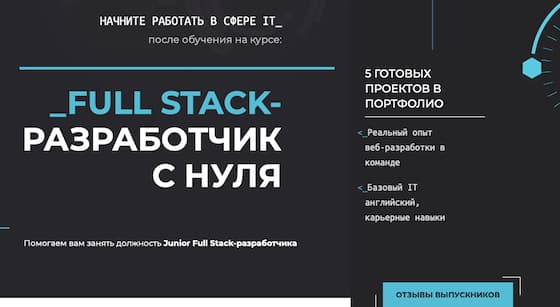 НАЧНИТЕ РАБОТАТЬ В СФЕРЕ IT_
после обучения на курсе:
_FULL STACK-
РАЗРАБОТЧИК
С НУЛЯ
Помогаем вам занять должность Junior Full Stack-разработчика
5 ГОТОВЫХ
ПРОЕКТОВ В
ПОРТФОЛИО
<_Реальный опыт
веб-разработки в
команде
<_Базовый IT
английский,
карьерные навыки
ОТЗЫВЫ ВЫПУСКНИКОВ